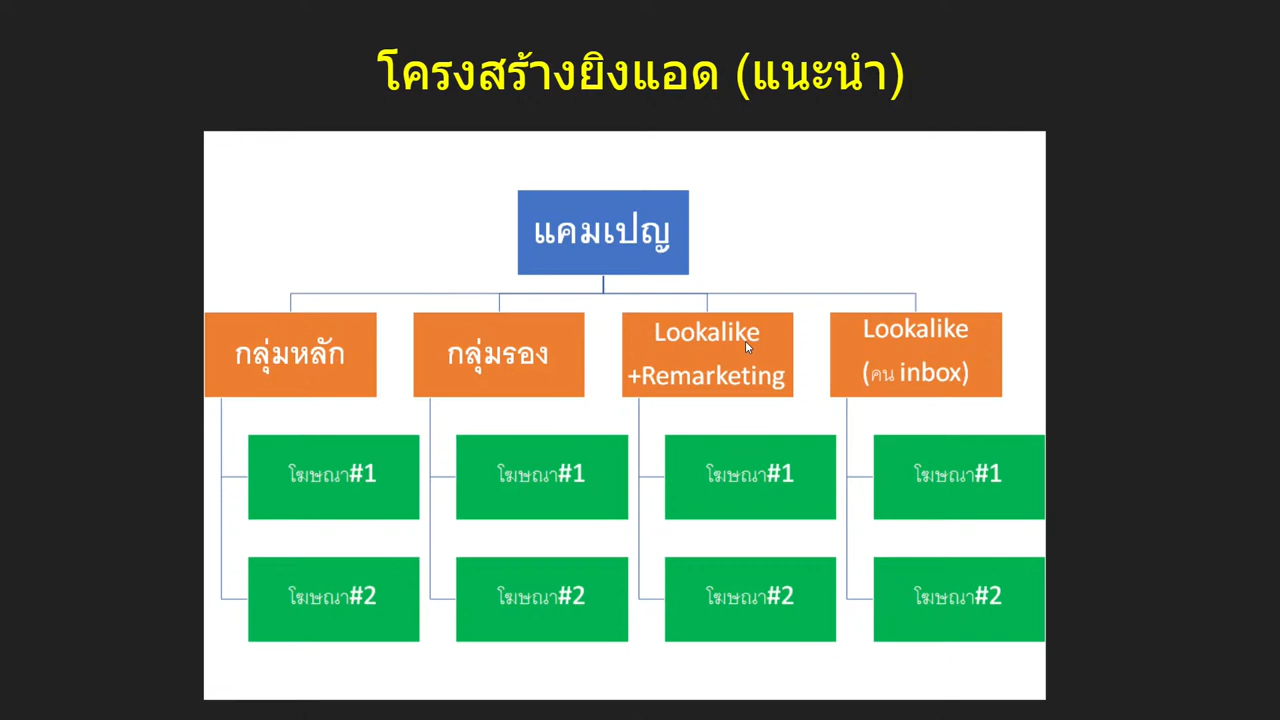 โครงสร้างยิงแอด (แนะนำ)
แคมเปญ
กลุ่มหลัก
กลุ่มรอง
Lookalike
+Remarketing
Lookalike
(คน inbox)
โฆษณา#1
โฆษณา#1
โฆษณา#1
โฆษณา#1
โฆษณา#2
โฆษณา#2
โฆษณา#2
โฆษณา#2